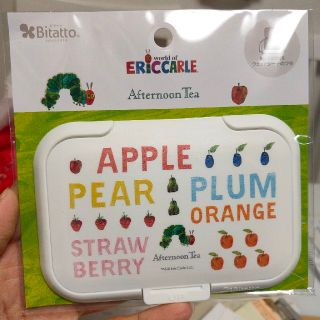 Bitatto
world of
ERIC CARLE
Afternoon Tea
APPLE
PEAR
PLUM
ORANGE
STRAW
BERRY
Afternoon Tea